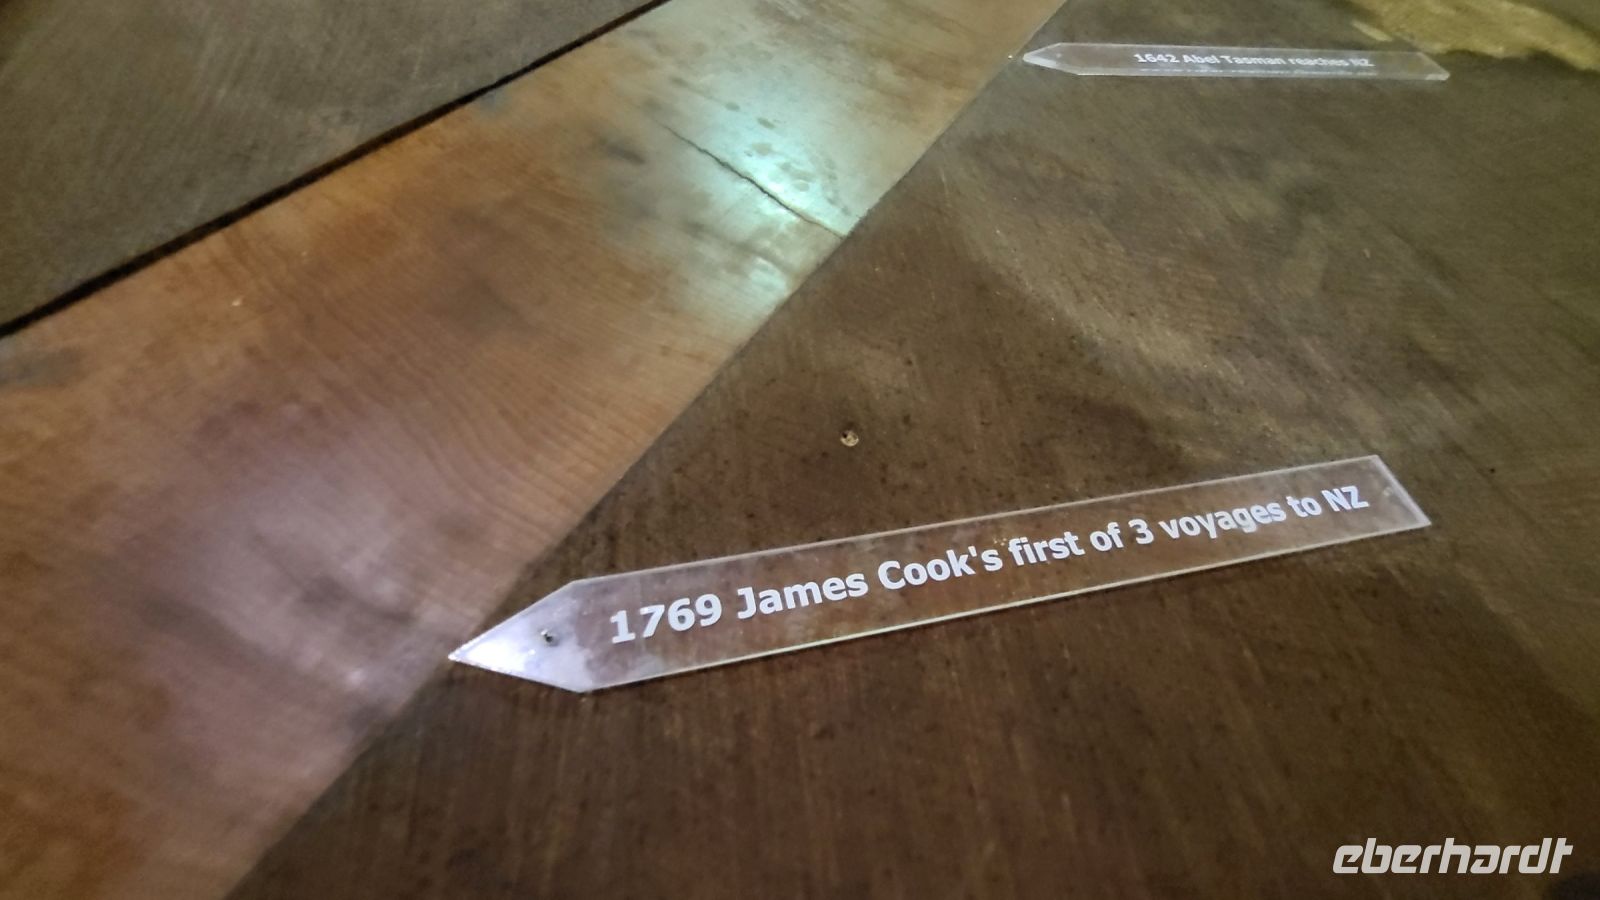 1642 Abel Tasman reaches NZ
1769 James Cook's first of 3 voyages to NZ
eberhardt